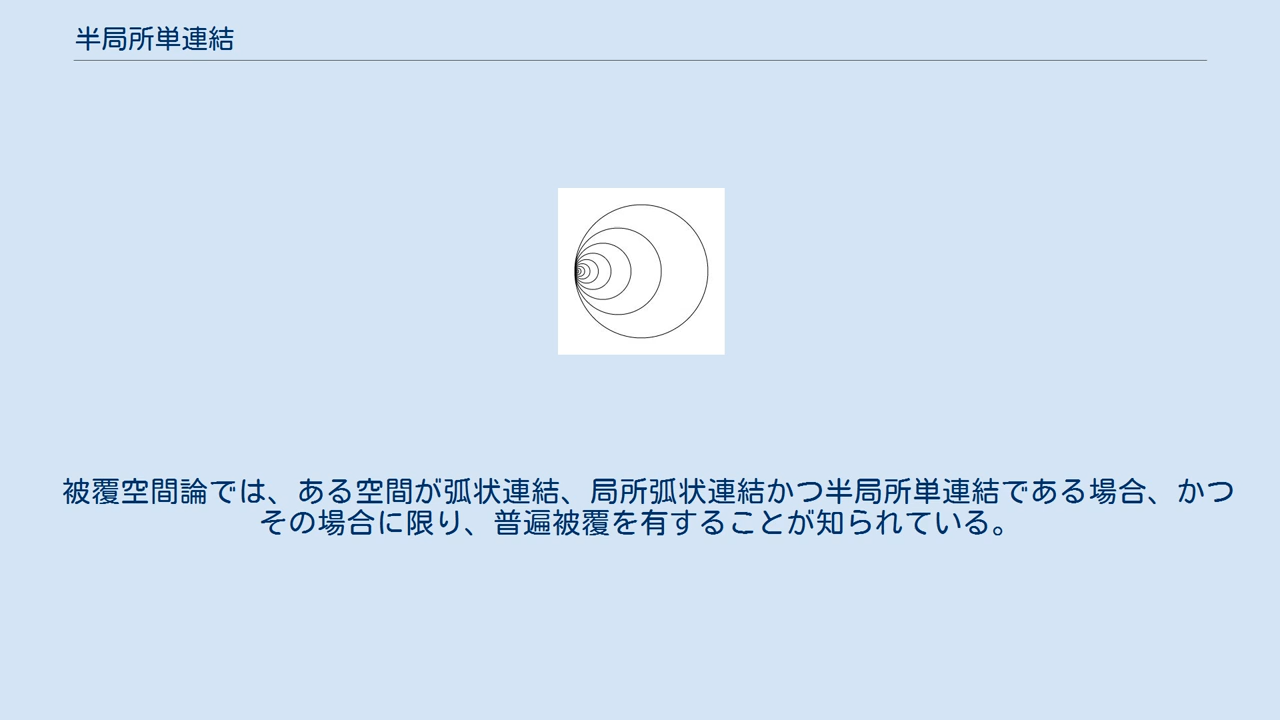 半局所単連結
被覆空間論では、ある空間が弧状連結、局所弧状連結かつ半局所単連結である場合、かつ
その場合に限り、普遍被覆を有することが知られている。